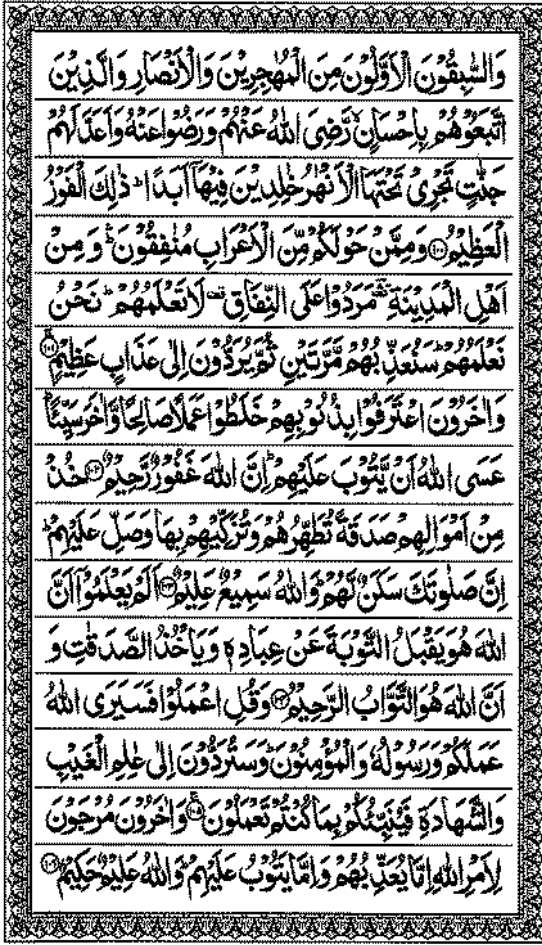 وَالسّٰبِقُوْنَ الْاَوَّلُوْنَ مِنَ الْمُهٰجِرِيْنَ وَالْاَنْصَارِ وَالَّذِيْنَ
اتَّبَعُوْهُمْ بِاِحْسَانٍ ۙ رَّضِيَ اللّٰهُ عَنْهُمْ وَرَضُوْا عَنْهُ وَاَعَدَّ لَهُمْ
جَنّٰتٍ تَجْرِيْ تَحْتَهَا الْاَنْهٰرُ خٰلِدِيْنَ فِيْهَآ اَبَدًا ؕ ذٰلِكَ الْفَوْزُ
الْعَظِيْمُ ﴿۱۰۰﴾ وَمِمَّنْ حَوْلَكُمْ مِّنَ الْاَعْرَابِ مُنٰفِقُوْنَ ۛؕ وَمِنْ
اَهْلِ الْمَدِيْنَةِ ۛؔ مَرَدُوْا عَلَى النِّفَاقِ ۟ لَا تَعْلَمُهُمْ ؕ نَحْنُ
نَعْلَمُهُمْ ؕ سَنُعَذِّبُهُمْ مَّرَّتَيْنِ ثُمَّ يُرَدُّوْنَ اِلٰى عَذَابٍ عَظِيْمٍ ﴿۱۰۱﴾
وَاٰخَرُوْنَ اعْتَرَفُوْا بِذُنُوْبِهِمْ خَلَطُوْا عَمَلًا صَالِحًا وَّاٰخَرَ سَيِّئًا ؕ
عَسَى اللّٰهُ اَنْ يَّتُوْبَ عَلَيْهِمْ ؕ اِنَّ اللّٰهَ غَفُوْرٌ رَّحِيْمٌ ﴿۱۰۲﴾ خُذْ
مِنْ اَمْوَالِهِمْ صَدَقَةً تُطَهِّرُهُمْ وَتُزَكِّيْهِمْ بِهَا وَصَلِّ عَلَيْهِمْ ؕ
اِنَّ صَلٰوتَكَ سَكَنٌ لَّهُمْ ؕ وَاللّٰهُ سَمِيْعٌ عَلِيْمٌ ﴿۱۰۳﴾ اَلَمْ يَعْلَمُوْٓا اَنَّ
اللّٰهَ هُوَ يَقْبَلُ التَّوْبَةَ عَنْ عِبَادِهٖ وَيَاْخُذُ الصَّدَقٰتِ وَ
اَنَّ اللّٰهَ هُوَ التَّوَّابُ الرَّحِيْمُ ﴿۱۰۴﴾ وَقُلِ اعْمَلُوْا فَسَيَرَى اللّٰهُ
عَمَلَكُمْ وَرَسُوْلُهٗ وَالْمُؤْمِنُوْنَ ؕ وَسَتُرَدُّوْنَ اِلٰى عٰلِمِ الْغَيْبِ
وَالشَّهَادَةِ فَيُنَبِّئُكُمْ بِمَا كُنْتُمْ تَعْمَلُوْنَ ﴿۱۰۵﴾ وَاٰخَرُوْنَ مُرْجَوْنَ
لِاَمْرِ اللّٰهِ اِمَّا يُعَذِّبُهُمْ وَاِمَّا يَتُوْبُ عَلَيْهِمْ ؕ وَاللّٰهُ عَلِيْمٌ حَكِيْمٌ ﴿۱۰۶﴾